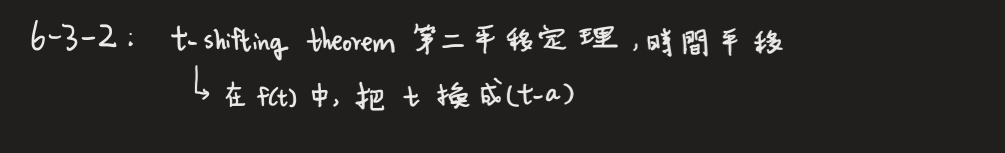 6-3-2: t-shifting theorem 第二平移定理,時間平移
↳ 在 f(t) 中, 把 t 換成(t-a)